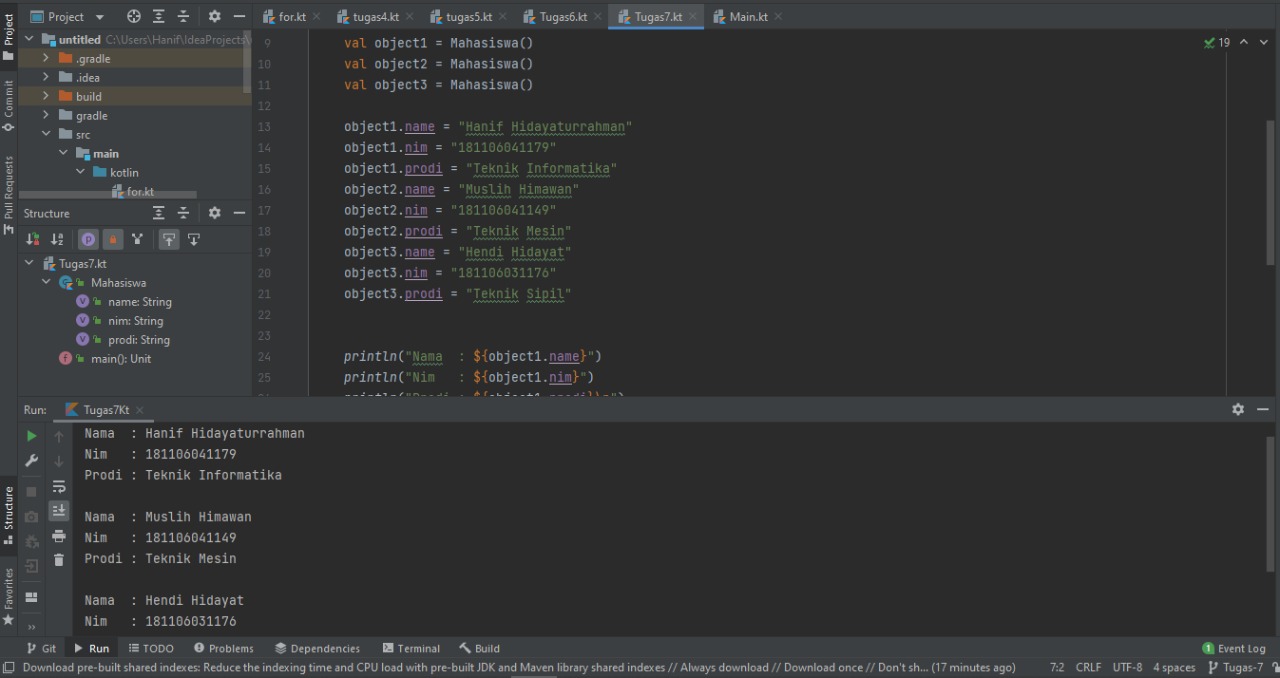 Project
for.kt
tugas4.kt
tugas5.kt
Tugas6.kt
Tugas7.kt
Main.kt
Project
Commit
Pull Requests
untitled C:\Users\Hanif\IdeaProjects\
.gradle
.idea
build
gradle
src
main
kotlin
for.kt
Structure
Tugas7.kt
Mahasiswa
name: String
nim: String
prodi: String
main(): Unit
19
9 val object1 = Mahasiswa()
10 val object2 = Mahasiswa()
11 val object3 = Mahasiswa()
12
13 object1.name = "Hanif Hidayaturrahman"
14 object1.nim = "181106041179"
15 object1.prodi = "Teknik Informatika"
16 object2.name = "Muslih Himawan"
17 object2.nim = "181106041149"
18 object2.prodi = "Teknik Mesin"
19 object3.name = "Hendi Hidayat"
20 object3.nim = "181106031176"
21 object3.prodi = "Teknik Sipil"
22
23
24 println("Nama  : ${object1.name}")
25 println("Nim   : ${object1.nim}")
26 println("Prodi : ${object1.prodi}\n")
Run: Tugas7Kt
Nama  : Hanif Hidayaturrahman
Nim   : 181106041179
Prodi : Teknik Informatika
Nama  : Muslih Himawan
Nim   : 181106041149
Prodi : Teknik Mesin
Nama  : Hendi Hidayat
Nim   : 181106031176
Structure
Favorites
Git
Run
TODO
Problems
Dependencies
Terminal
Build
1 Event Log
Download pre-built shared indexes: Reduce the indexing time and CPU load with pre-built JDK and Maven library shared indexes // Always download // Download once // Don't sh... (17 minutes ago)
7:2 CRLF UTF-8 4 spaces Tugas-7